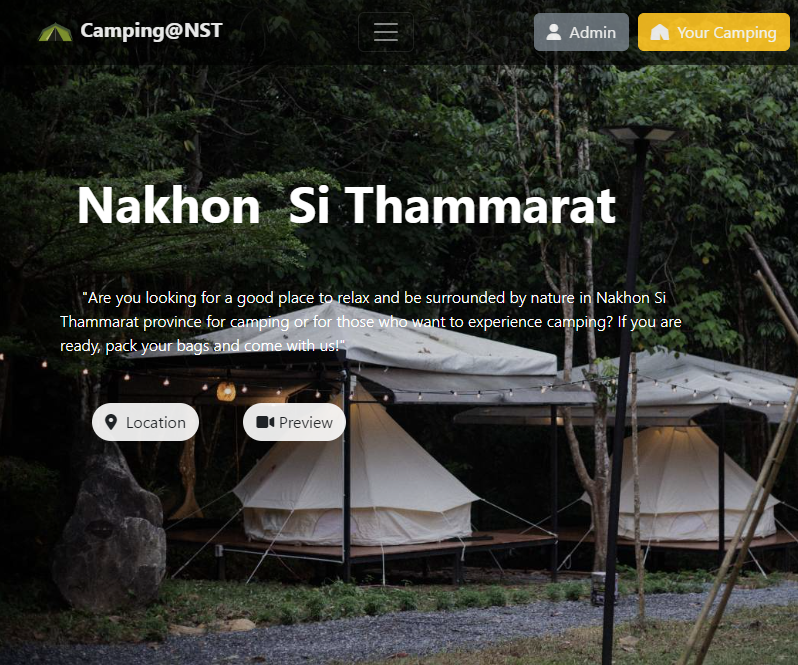 Camping@NST
Admin
Your Camping
Nakhon Si Thammarat
"Are you looking for a good place to relax and be surrounded by nature in Nakhon Si
Thammarat province for camping or for those who want to experience camping? If you are
ready, pack your bags and come with us!"
Location
Preview